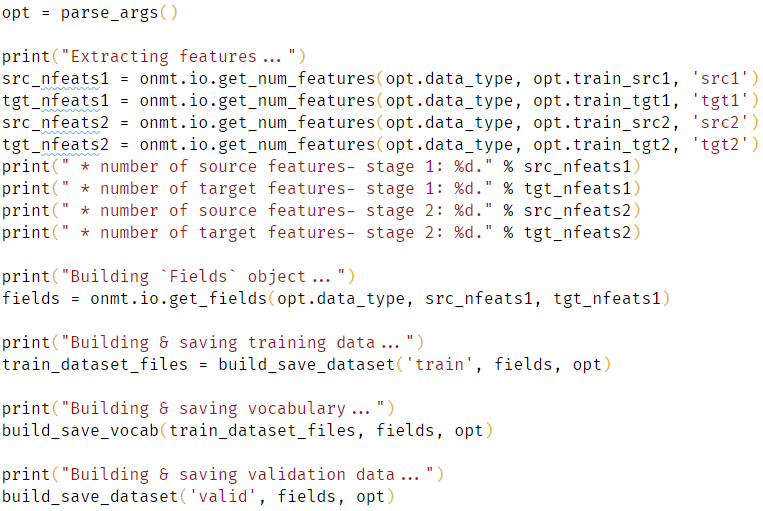 opt = parse_args()
print("Extracting features...")
src_nfeats1 = onmt.io.get_num_features(opt.data_type, opt.train_src1, 'src1')
tgt_nfeats1 = onmt.io.get_num_features(opt.data_type, opt.train_tgt1, 'tgt1')
src_nfeats2 = onmt.io.get_num_features(opt.data_type, opt.train_src2, 'src2')
tgt_nfeats2 = onmt.io.get_num_features(opt.data_type, opt.train_tgt2, 'tgt2')
print(" * number of source features- stage 1: %d." % src_nfeats1)
print(" * number of target features- stage 1: %d." % tgt_nfeats1)
print(" * number of source features- stage 2: %d." % src_nfeats2)
print(" * number of target features- stage 2: %d." % tgt_nfeats2)
print("Building `Fields` object...")
fields = onmt.io.get_fields(opt.data_type, src_nfeats1, tgt_nfeats1)
print("Building & saving training data...")
train_dataset_files = build_save_dataset('train', fields, opt)
print("Building & saving vocabulary...")
build_save_vocab(train_dataset_files, fields, opt)
print("Building & saving validation data...")
build_save_dataset('valid', fields, opt)